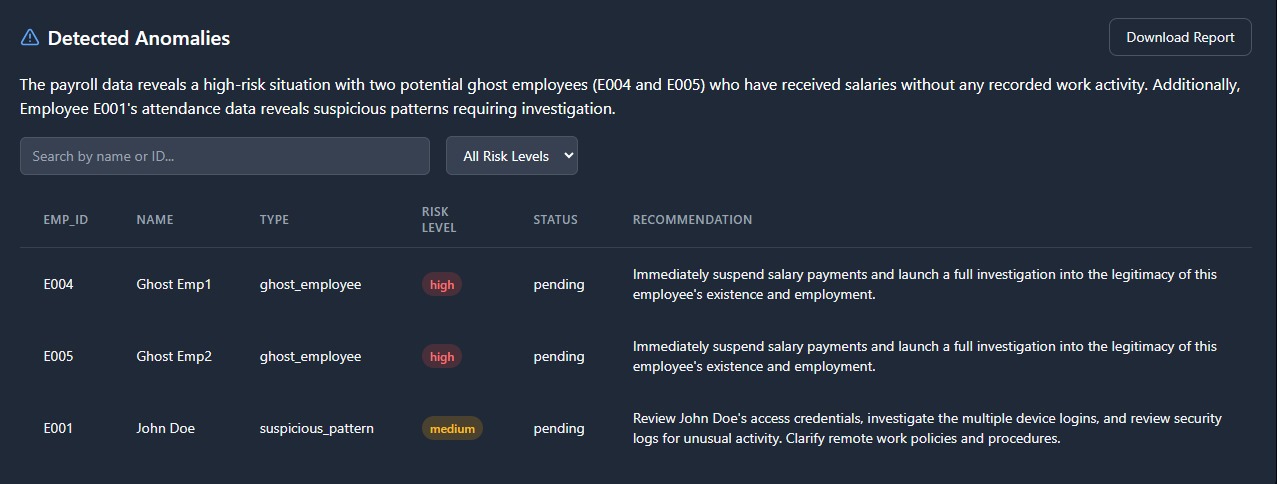 Detected Anomalies
Download Report
The payroll data reveals a high-risk situation with two potential ghost employees (E004 and E005) who have received salaries without any recorded work activity. Additionally,
Employee E001's attendance data reveals suspicious patterns requiring investigation.
Search by name or ID...
All Risk Levels
EMP_ID NAME TYPE RISK LEVEL STATUS RECOMMENDATION
E004 Ghost Emp1 ghost_employee high pending Immediately suspend salary payments and launch a full investigation into the legitimacy of this
employee's existence and employment.
E005 Ghost Emp2 ghost_employee high pending Immediately suspend salary payments and launch a full investigation into the legitimacy of this
employee's existence and employment.
E001 John Doe suspicious_pattern medium pending Review John Doe's access credentials, investigate the multiple device logins, and review security
logs for unusual activity. Clarify remote work policies and procedures.